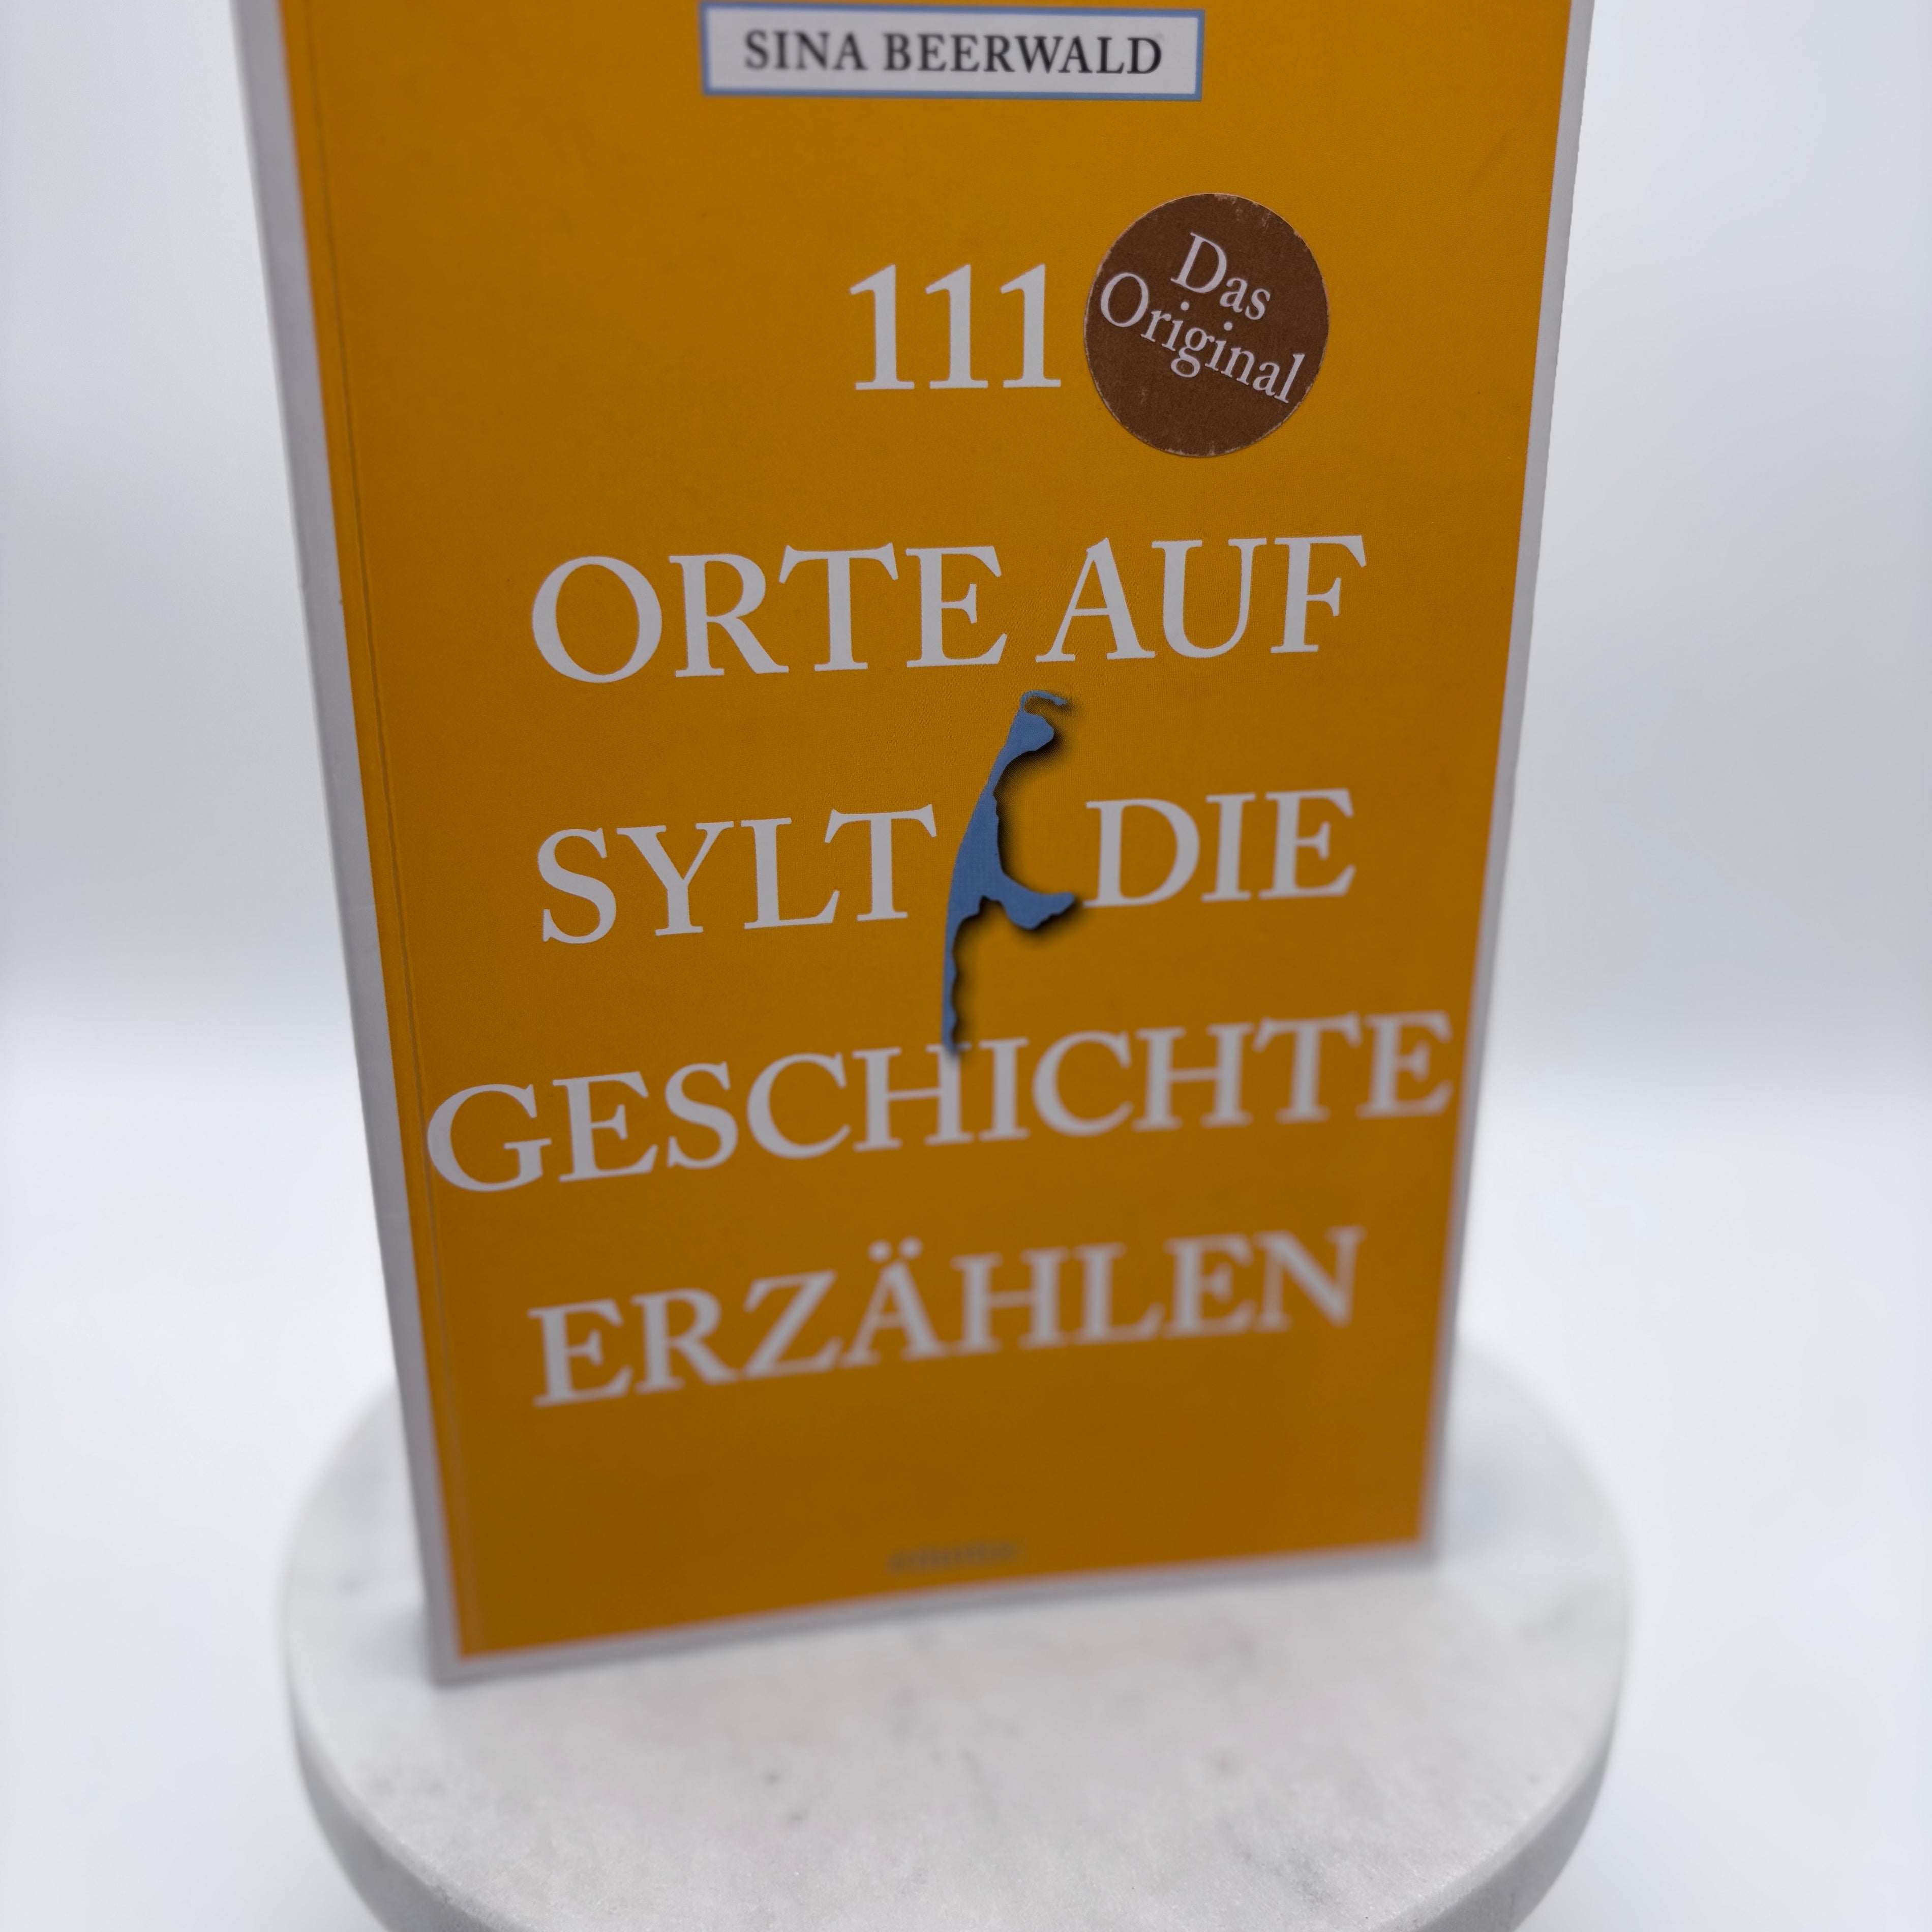 SINA BEERWALD
111
Das
Original
ORTE AUF
SYLT DIE
GESCHICHTE
ERZÄHLEN